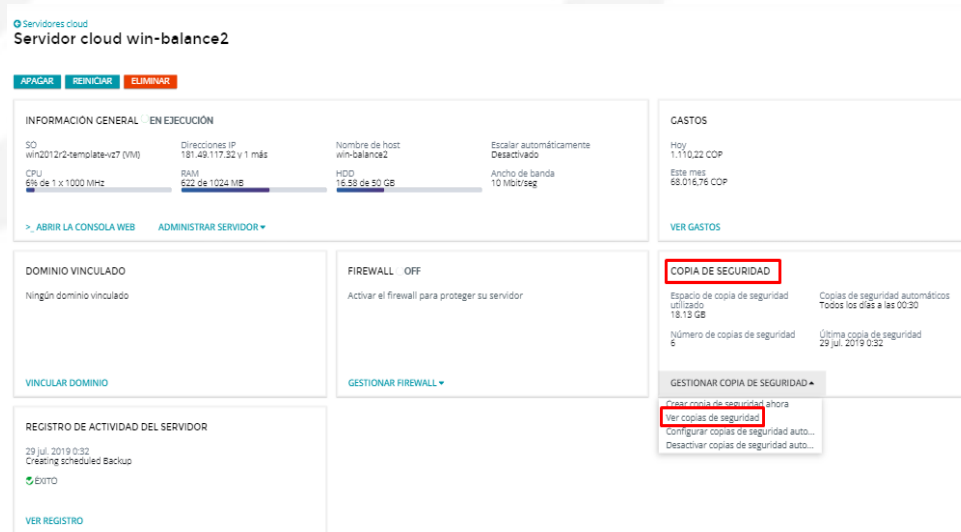 Servidores cloud
Servidor cloud win-balance2
APAGAR REINICIAR ELIMINAR
INFORMACIÓN GENERAL EN EJECUCIÓN
SO
win2012r2-template-vz7 (VM)
Direcciones IP
181.49.117.32 y 1 más
Nombre de host
win-balance2
Escalar automáticamente
Desactivado
CPU
6% de 1 x 1000 MHz
RAM
622 de 1024 MB
HDD
16.58 de 50 GB
Ancho de banda
10 Mbit/seg
>_ ABRIR LA CONSOLA WEB ADMINISTRAR SERVIDOR
GASTOS
Hoy
1.110,22 COP
Este mes
68.016,76 COP
VER GASTOS
DOMINIO VINCULADO
Ningún dominio vinculado
VINCULAR DOMINIO
FIREWALL OFF
Activar el firewall para proteger su servidor
GESTIONAR FIREWALL
COPIA DE SEGURIDAD
Espacio de copia de seguridad
utilizado
18.13 GB
Copias de seguridad automáticos
Todos los días a las 00:30
Número de copias de seguridad
6
Última copia de seguridad
29 jul. 2019 0:32
GESTIONAR COPIA DE SEGURIDAD
Crear copia de seguridad ahora
Ver copias de seguridad
Configurar copias de seguridad auto...
Desactivar copias de seguridad auto...
REGISTRO DE ACTIVIDAD DEL SERVIDOR
29 jul. 2019 0:32
Creating scheduled Backup
ÉXITO
VER REGISTRO